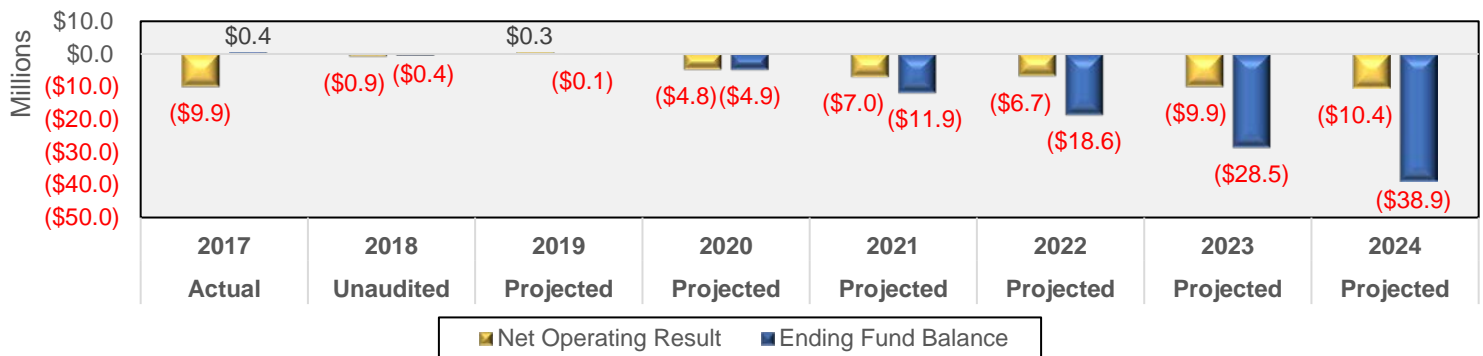 Millions
$10.0
$0.0
($10.0)
($20.0)
($30.0)
($40.0)
($50.0)
$0.4 $0.3
($9.9) ($0.9) ($0.4) ($0.1) ($4.8) ($4.9) ($7.0) ($11.9) ($6.7) ($18.6) ($9.9) ($28.5) ($10.4) ($38.9)
2017 2018 2019 2020 2021 2022 2023 2024
Actual Unaudited Projected Projected Projected Projected Projected Projected
Net Operating Result Ending Fund Balance